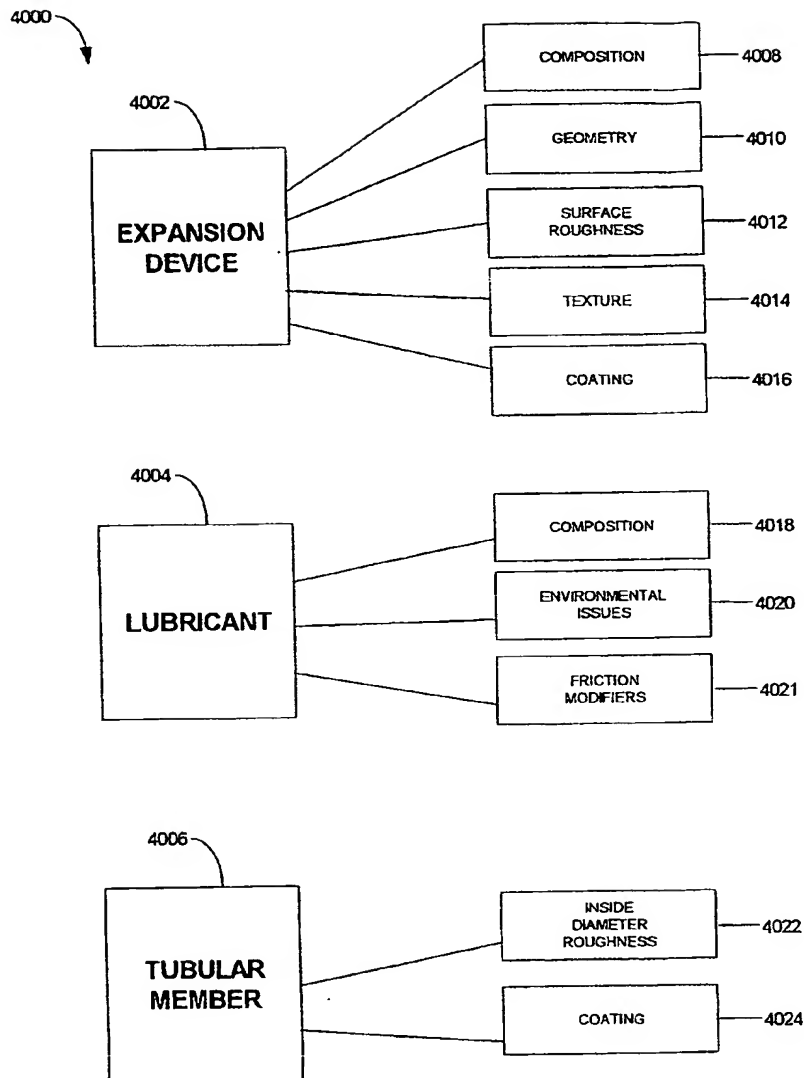 4000
4002
EXPANSION
DEVICE
COMPOSITION
4008
GEOMETRY
4010
SURFACE
ROUGHNESS
4012
TEXTURE
4014
COATING
4016
4004
LUBRICANT
COMPOSITION
4018
ENVIRONMENTAL
ISSUES
4020
FRICTION
MODIFIERS
4021
4006
TUBULAR
MEMBER
INSIDE
DIAMETER
ROUGHNESS
4022
COATING
4024